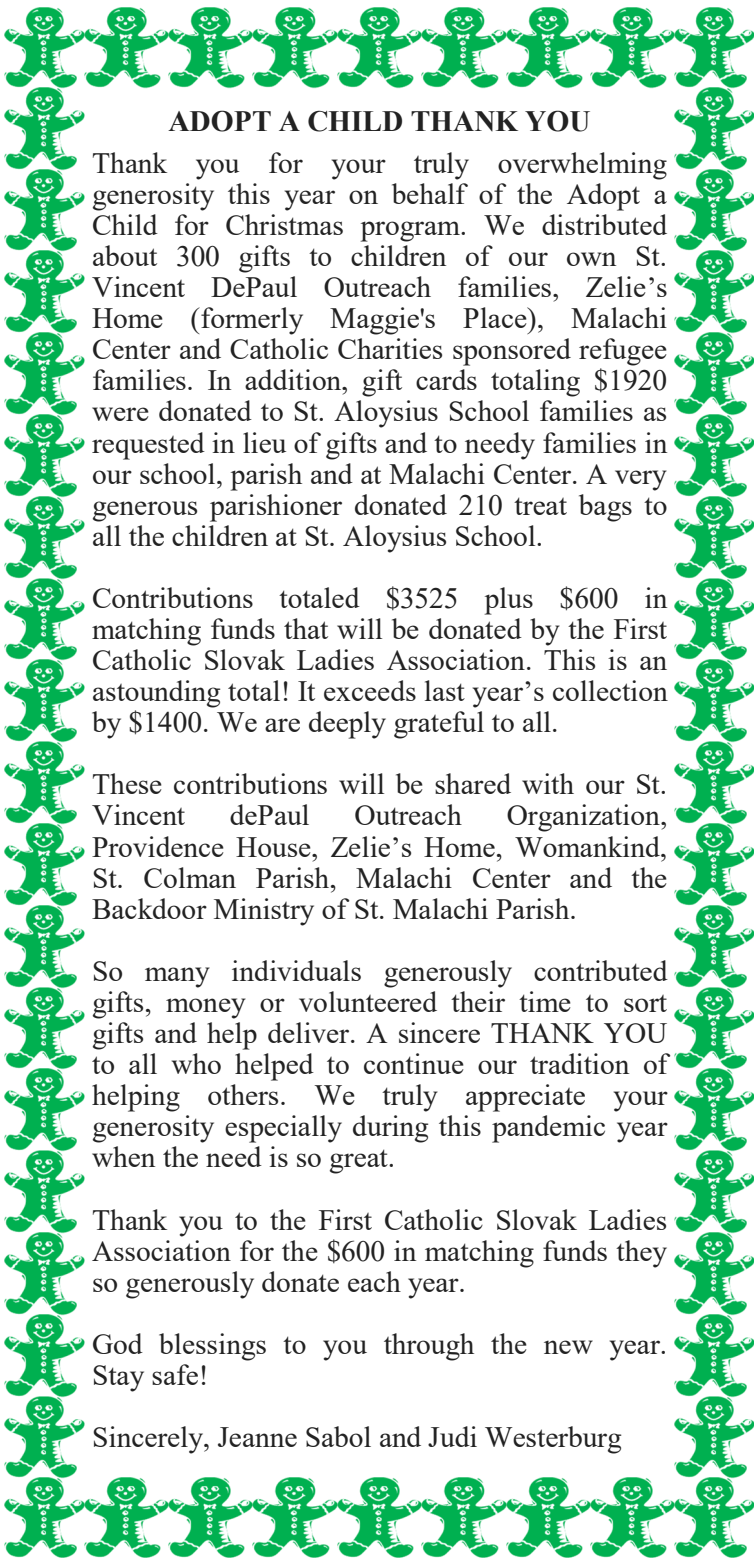 ADOPT A CHILD THANK YOU
Thank you for your truly overwhelming
generosity this year on behalf of the Adopt a
Child for Christmas program. We distributed
about 300 gifts to children of our own St.
Vincent DePaul Outreach families, Zelie’s
Home (formerly Maggie's Place), Malachi
Center and Catholic Charities sponsored refugee
families. In addition, gift cards totaling $1920
were donated to St. Aloysius School families as
requested in lieu of gifts and to needy families in
our school, parish and at Malachi Center. A very
generous parishioner donated 210 treat bags to
all the children at St. Aloysius School.
Contributions totaled $3525 plus $600 in
matching funds that will be donated by the First
Catholic Slovak Ladies Association. This is an
astounding total! It exceeds last year’s collection
by $1400. We are deeply grateful to all.
These contributions will be shared with our St.
Vincent dePaul Outreach Organization,
Providence House, Zelie’s Home, Womankind,
St. Colman Parish, Malachi Center and the
Backdoor Ministry of St. Malachi Parish.
So many individuals generously contributed
gifts, money or volunteered their time to sort
gifts and help deliver. A sincere THANK YOU
to all who helped to continue our tradition of
helping others. We truly appreciate your
generosity especially during this pandemic year
when the need is so great.
Thank you to the First Catholic Slovak Ladies
Association for the $600 in matching funds they
so generously donate each year.
God blessings to you through the new year.
Stay safe!
Sincerely, Jeanne Sabol and Judi Westerburg